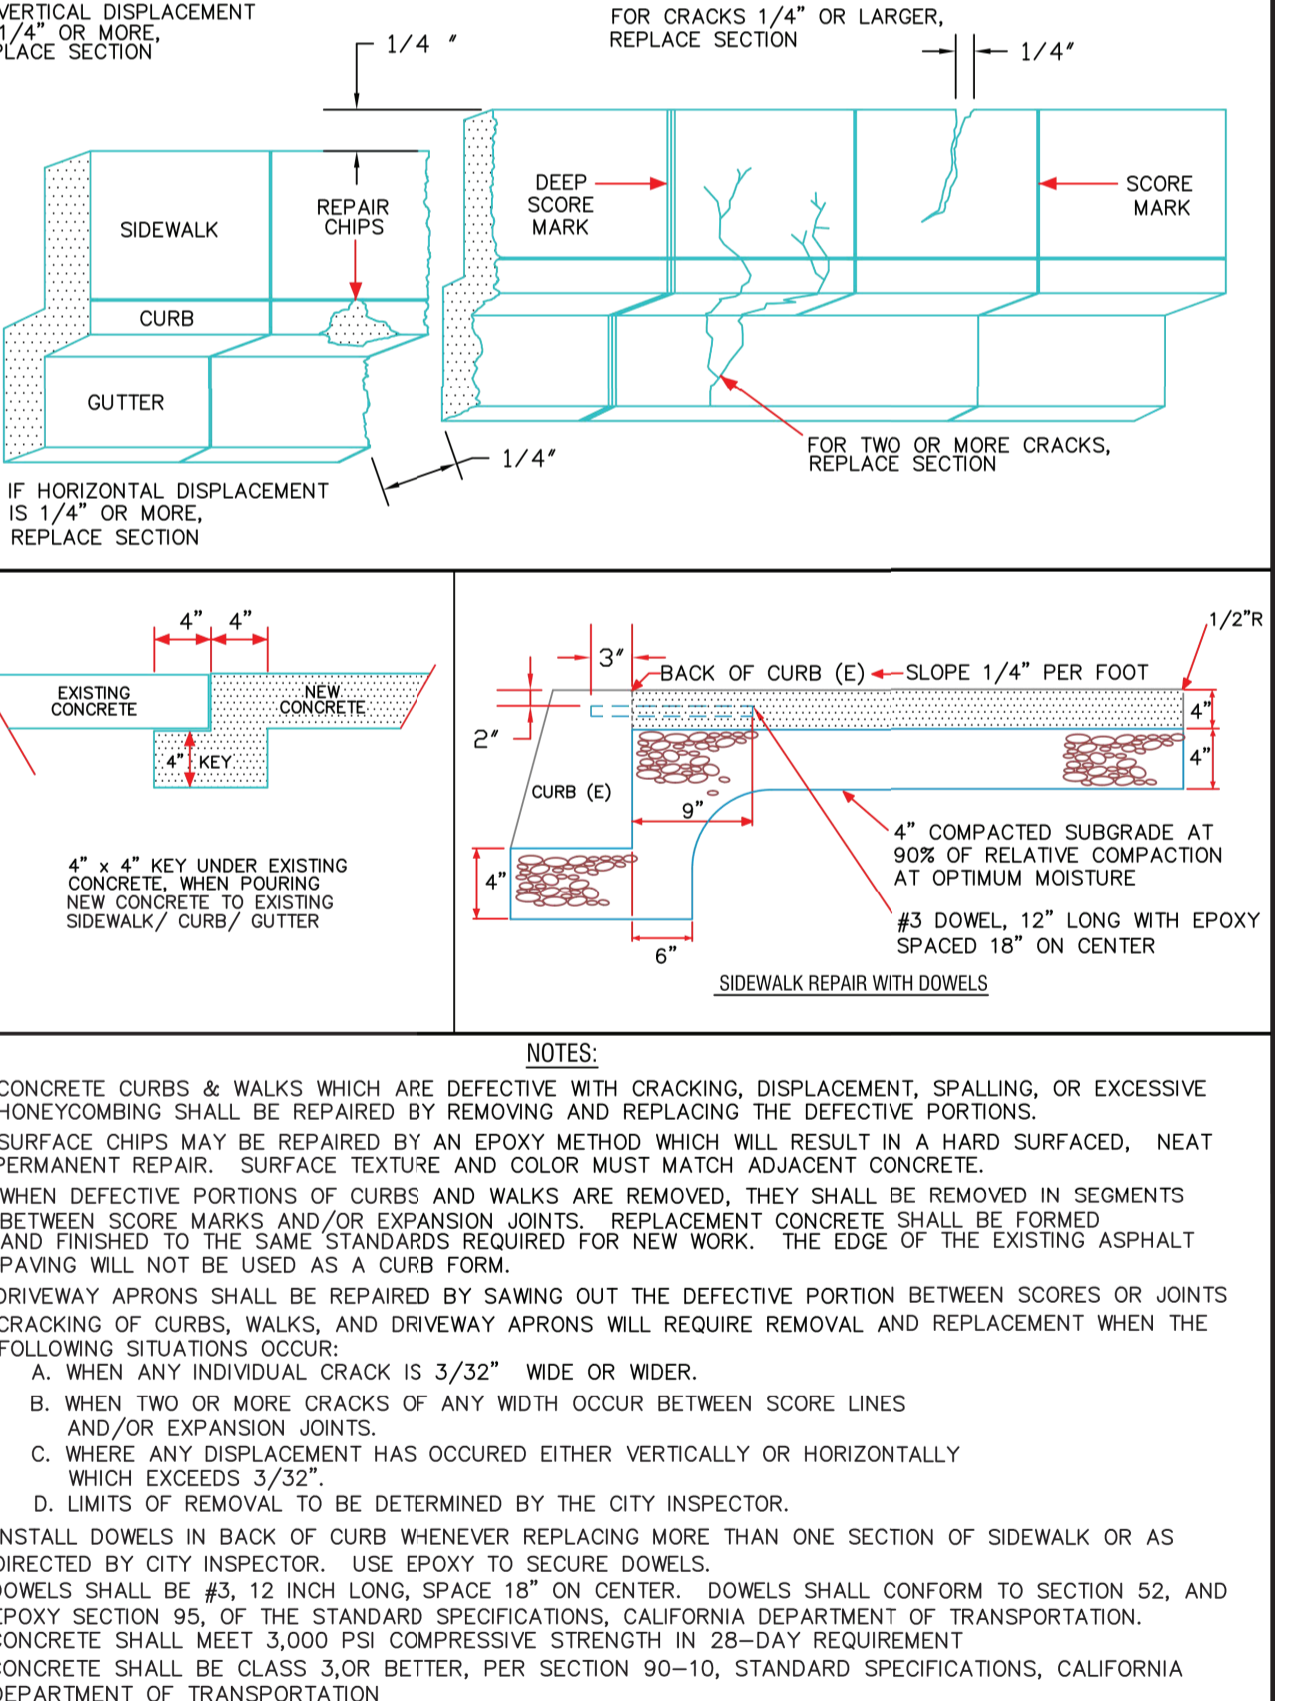 VERTICAL DISPLACEMENT
1/4" OR MORE,
PLACE SECTION
1/4 "
FOR CRACKS 1/4" OR LARGER,
REPLACE SECTION
1/4"
SIDEWALK
REPAIR
CHIPS
CURB
GUTTER
DEEP
SCORE
MARK
SCORE
MARK
1/4"
FOR TWO OR MORE CRACKS,
REPLACE SECTION
IF HORIZONTAL DISPLACEMENT
IS 1/4" OR MORE,
REPLACE SECTION
4" 4"
EXISTING
CONCRETE
NEW
CONCRETE
4" KEY
4" x 4" KEY UNDER EXISTING
CONCRETE, WHEN POURING
NEW CONCRETE TO EXISTING
SIDEWALK/ CURB/ GUTTER
1/2"R
3"
BACK OF CURB (E) SLOPE 1/4" PER FOOT
4"
2"
4"
CURB (E)
9"
4" COMPACTED SUBGRADE AT
90% OF RELATIVE COMPACTION
AT OPTIMUM MOISTURE
4"
#3 DOWEL, 12" LONG WITH EPOXY
SPACED 18" ON CENTER
6"
SIDEWALK REPAIR WITH DOWELS
NOTES:
CONCRETE CURBS & WALKS WHICH ARE DEFECTIVE WITH CRACKING, DISPLACEMENT, SPALLING, OR EXCESSIVE
HONEYCOMBING SHALL BE REPAIRED BY REMOVING AND REPLACING THE DEFECTIVE PORTIONS.
SURFACE CHIPS MAY BE REPAIRED BY AN EPOXY METHOD WHICH WILL RESULT IN A HARD SURFACED, NEAT
PERMANENT REPAIR. SURFACE TEXTURE AND COLOR MUST MATCH ADJACENT CONCRETE.
WHEN DEFECTIVE PORTIONS OF CURBS AND WALKS ARE REMOVED, THEY SHALL BE REMOVED IN SEGMENTS
BETWEEN SCORE MARKS AND/OR EXPANSION JOINTS. REPLACEMENT CONCRETE SHALL BE FORMED
AND FINISHED TO THE SAME STANDARDS REQUIRED FOR NEW WORK. THE EDGE OF THE EXISTING ASPHALT
PAVING WILL NOT BE USED AS A CURB FORM.
DRIVEWAY APRONS SHALL BE REPAIRED BY SAWING OUT THE DEFECTIVE PORTION BETWEEN SCORES OR JOINTS
CRACKING OF CURBS, WALKS, AND DRIVEWAY APRONS WILL REQUIRE REMOVAL AND REPLACEMENT WHEN THE
FOLLOWING SITUATIONS OCCUR:
A. WHEN ANY INDIVIDUAL CRACK IS 3/32" WIDE OR WIDER.
B. WHEN TWO OR MORE CRACKS OF ANY WIDTH OCCUR BETWEEN SCORE LINES
AND/OR EXPANSION JOINTS.
C. WHERE ANY DISPLACEMENT HAS OCCURED EITHER VERTICALLY OR HORIZONTALLY
WHICH EXCEEDS 3/32".
D. LIMITS OF REMOVAL TO BE DETERMINED BY THE CITY INSPECTOR.
INSTALL DOWELS IN BACK OF CURB WHENEVER REPLACING MORE THAN ONE SECTION OF SIDEWALK OR AS
DIRECTED BY CITY INSPECTOR. USE EPOXY TO SECURE DOWELS.
DOWELS SHALL BE #3, 12 INCH LONG, SPACE 18" ON CENTER. DOWELS SHALL CONFORM TO SECTION 52, AND
EPOXY SECTION 95, OF THE STANDARD SPECIFICATIONS, CALIFORNIA DEPARTMENT OF TRANSPORTATION.
CONCRETE SHALL MEET 3,000 PSI COMPRESSIVE STRENGTH IN 28-DAY REQUIREMENT
CONCRETE SHALL BE CLASS 3,OR BETTER, PER SECTION 90-10, STANDARD SPECIFICATIONS, CALIFORNIA
DEPARTMENT OF TRANSPORTATION